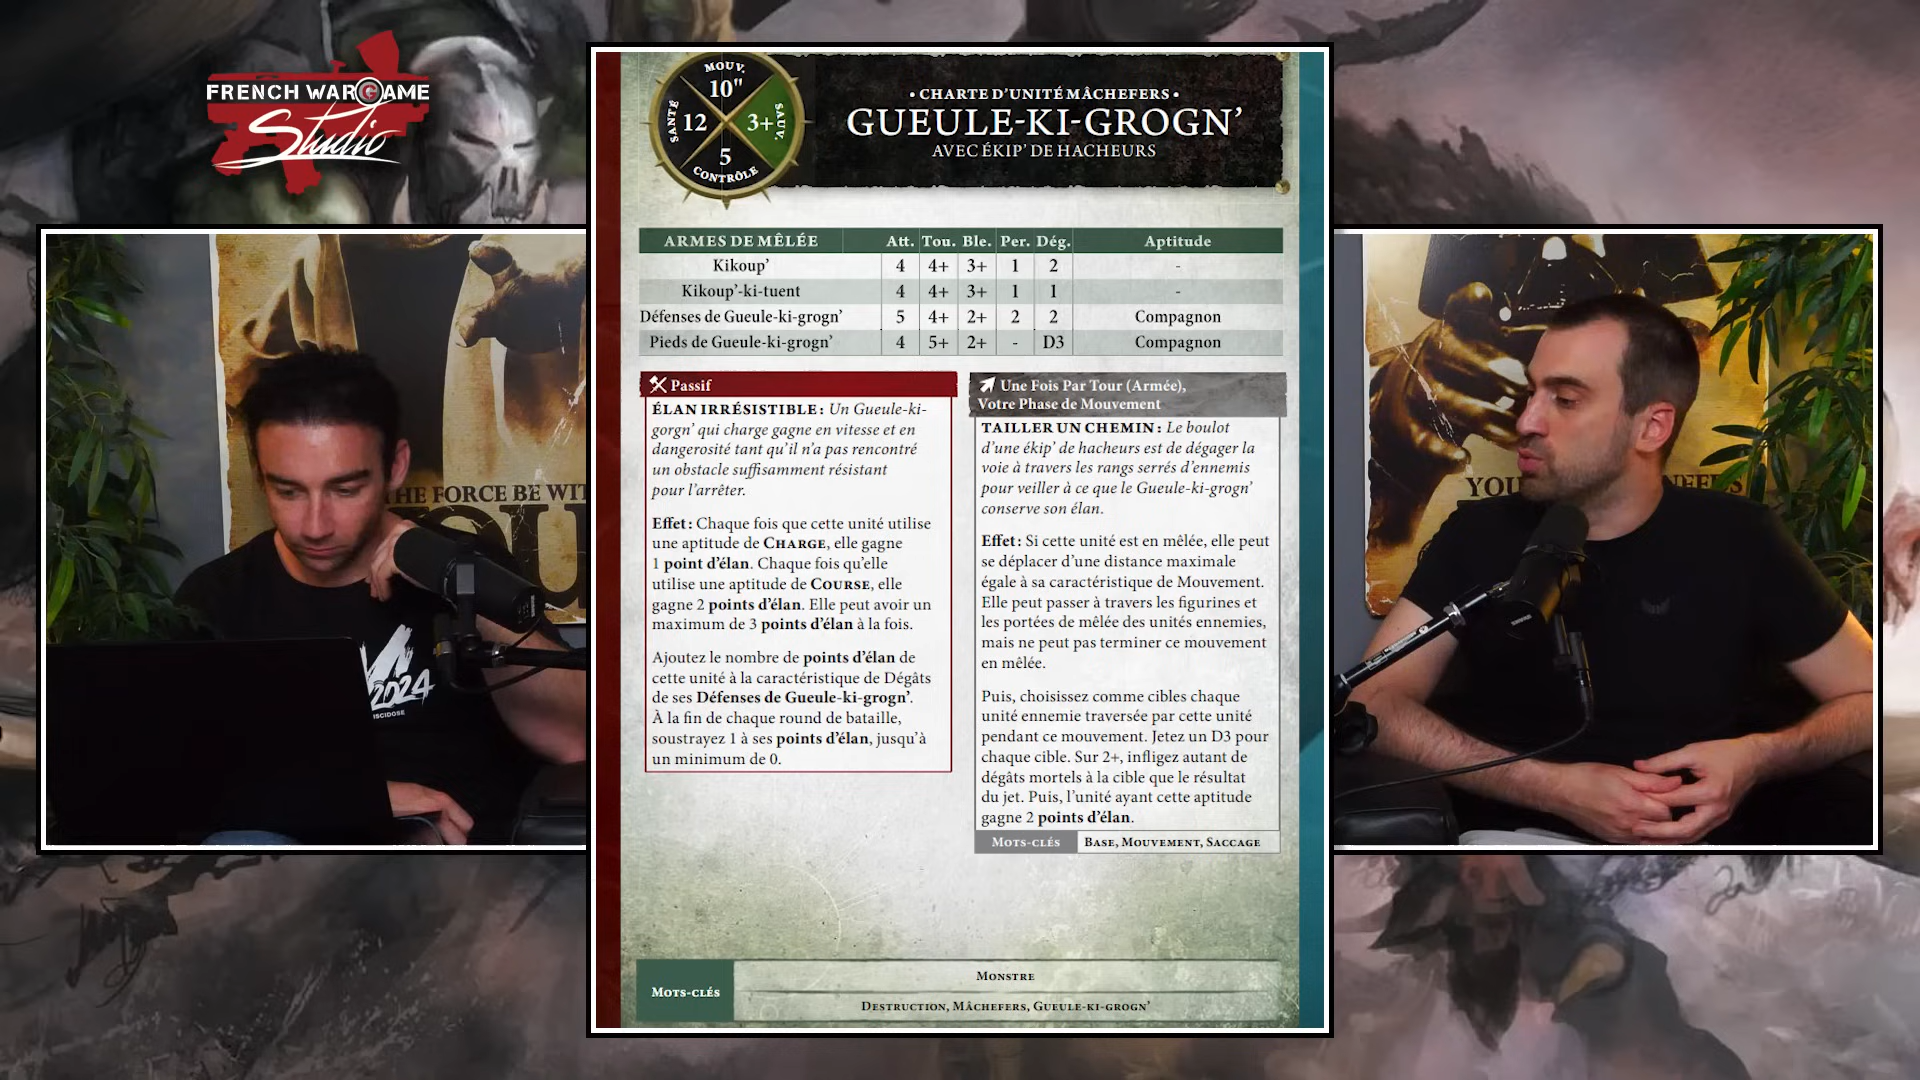 FRENCH WARGAME
Studio
MOUV.
10"
SANTÉ
12
3+
SAUV.
5
CONTRÔLE
• CHARTE D'UNITÉ MÂCHEFERS •
GUEULE-KI-GROGN'
AVEC ÉKIP' DE HACHEURS
ARMES DE MÊLÉE Att. Tou. Ble. Per. Dég. Aptitude
Kikoup' 4 4+ 3+ 1 2 -
Kikoup'-ki-tuent 4 4+ 3+ 1 1 -
Défenses de Gueule-ki-grogn' 5 4+ 2+ 2 2 Compagnon
Pieds de Gueule-ki-grogn' 4 5+ 2+ - D3 Compagnon
Passif
ÉLAN IRRÉSISTIBLE : Un Gueule-ki-
gorgn' qui charge gagne en vitesse et en
dangerosité tant qu'il n'a pas rencontré
un obstacle suffisamment résistant
pour l'arrêter.
Effet : Chaque fois que cette unité utilise
une aptitude de CHARGE, elle gagne
1 point d'élan. Chaque fois qu'elle
utilise une aptitude de COURSE, elle
gagne 2 points d'élan. Elle peut avoir un
maximum de 3 points d'élan à la fois.
Ajoutez le nombre de points d'élan de
cette unité à la caractéristique de Dégâts
de ses Défenses de Gueule-ki-grogn'.
À la fin de chaque round de bataille,
soustrayez 1 à ses points d'élan, jusqu'à
un minimum de 0.
Une Fois Par Tour (Armée),
Votre Phase de Mouvement
TAILLER UN CHEMIN : Le boulot
d'une ékip' de hacheurs est de dégager la
voie à travers les rangs serrés d'ennemis
pour veiller à ce que le Gueule-ki-grogn'
conserve son élan.
Effet : Si cette unité est en mêlée, elle peut
se déplacer d'une distance maximale
égale à sa caractéristique de Mouvement.
Elle peut passer à travers les figurines et
les portées de mêlée des unités ennemies,
mais ne peut pas terminer ce mouvement
en mêlée.
Puis, choisissez comme cibles chaque
unité ennemie traversée par cette unité
pendant ce mouvement. Jetez un D3 pour
chaque cible. Sur 2+, infligez autant de
dégâts mortels à la cible que le résultat
du jet. Puis, l'unité ayant cette aptitude
gagne 2 points d'élan.
MOTS-CLÉS BASE, MOUVEMENT, SACCAGE
MOTS-CLÉS
MONSTRE
DESTRUCTION, MÂCHEFERS, GUEULE-KI-GROGN'
THE FORCE BE WIT
YOU
2024
ISCIDOSE
YOU NEEDS